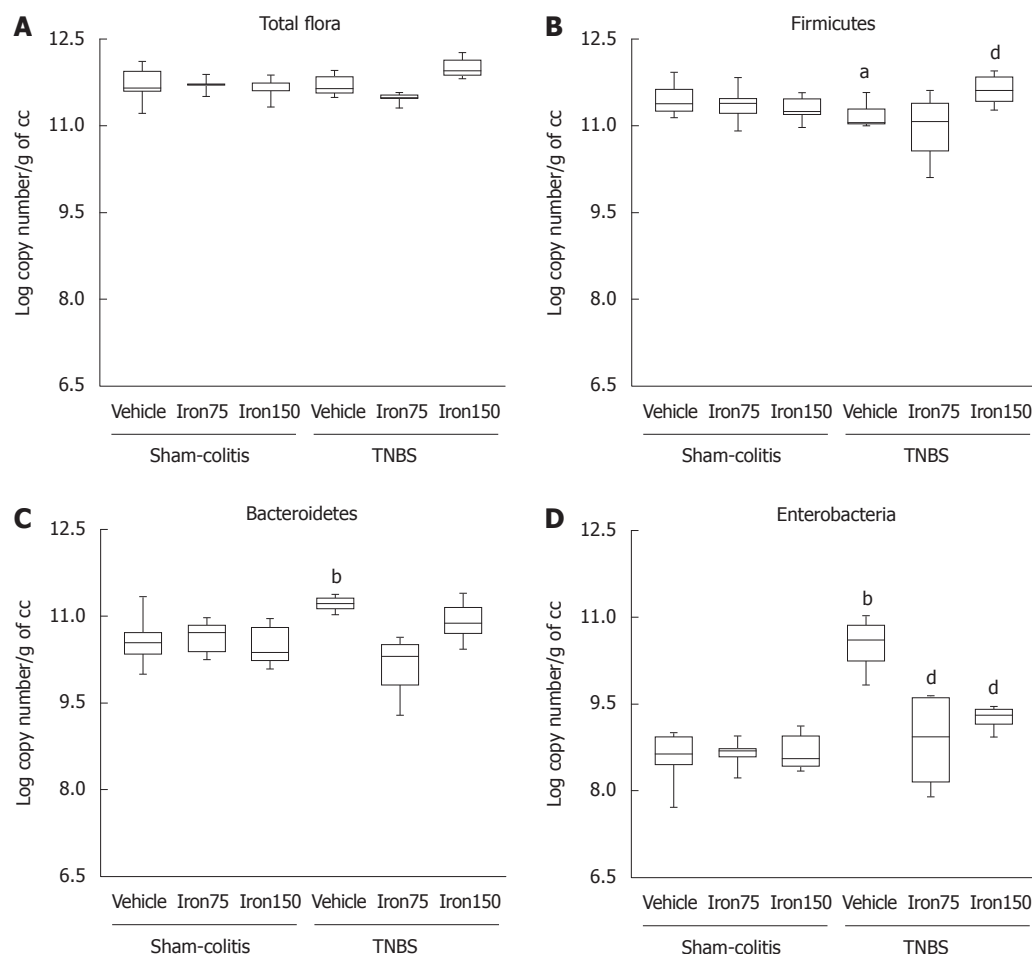 A
Total flora
12.5
11.0
9.5
8.0
6.5
Log copy number/g of cc
Vehicle Iron75 Iron150 Vehicle Iron75 Iron150
Sham-colitis TNBS
B
Firmicutes
12.5
11.0
9.5
8.0
6.5
Log copy number/g of cc
a
d
Vehicle Iron75 Iron150 Vehicle Iron75 Iron150
Sham-colitis TNBS
C
Bacteroidetes
12.5
11.0
9.5
8.0
6.5
Log copy number/g of cc
b
Vehicle Iron75 Iron150 Vehicle Iron75 Iron150
Sham-colitis TNBS
D
Enterobacteria
12.5
11.0
9.5
8.0
6.5
Log copy number/g of cc
b
d d
Vehicle Iron75 Iron150 Vehicle Iron75 Iron150
Sham-colitis TNBS